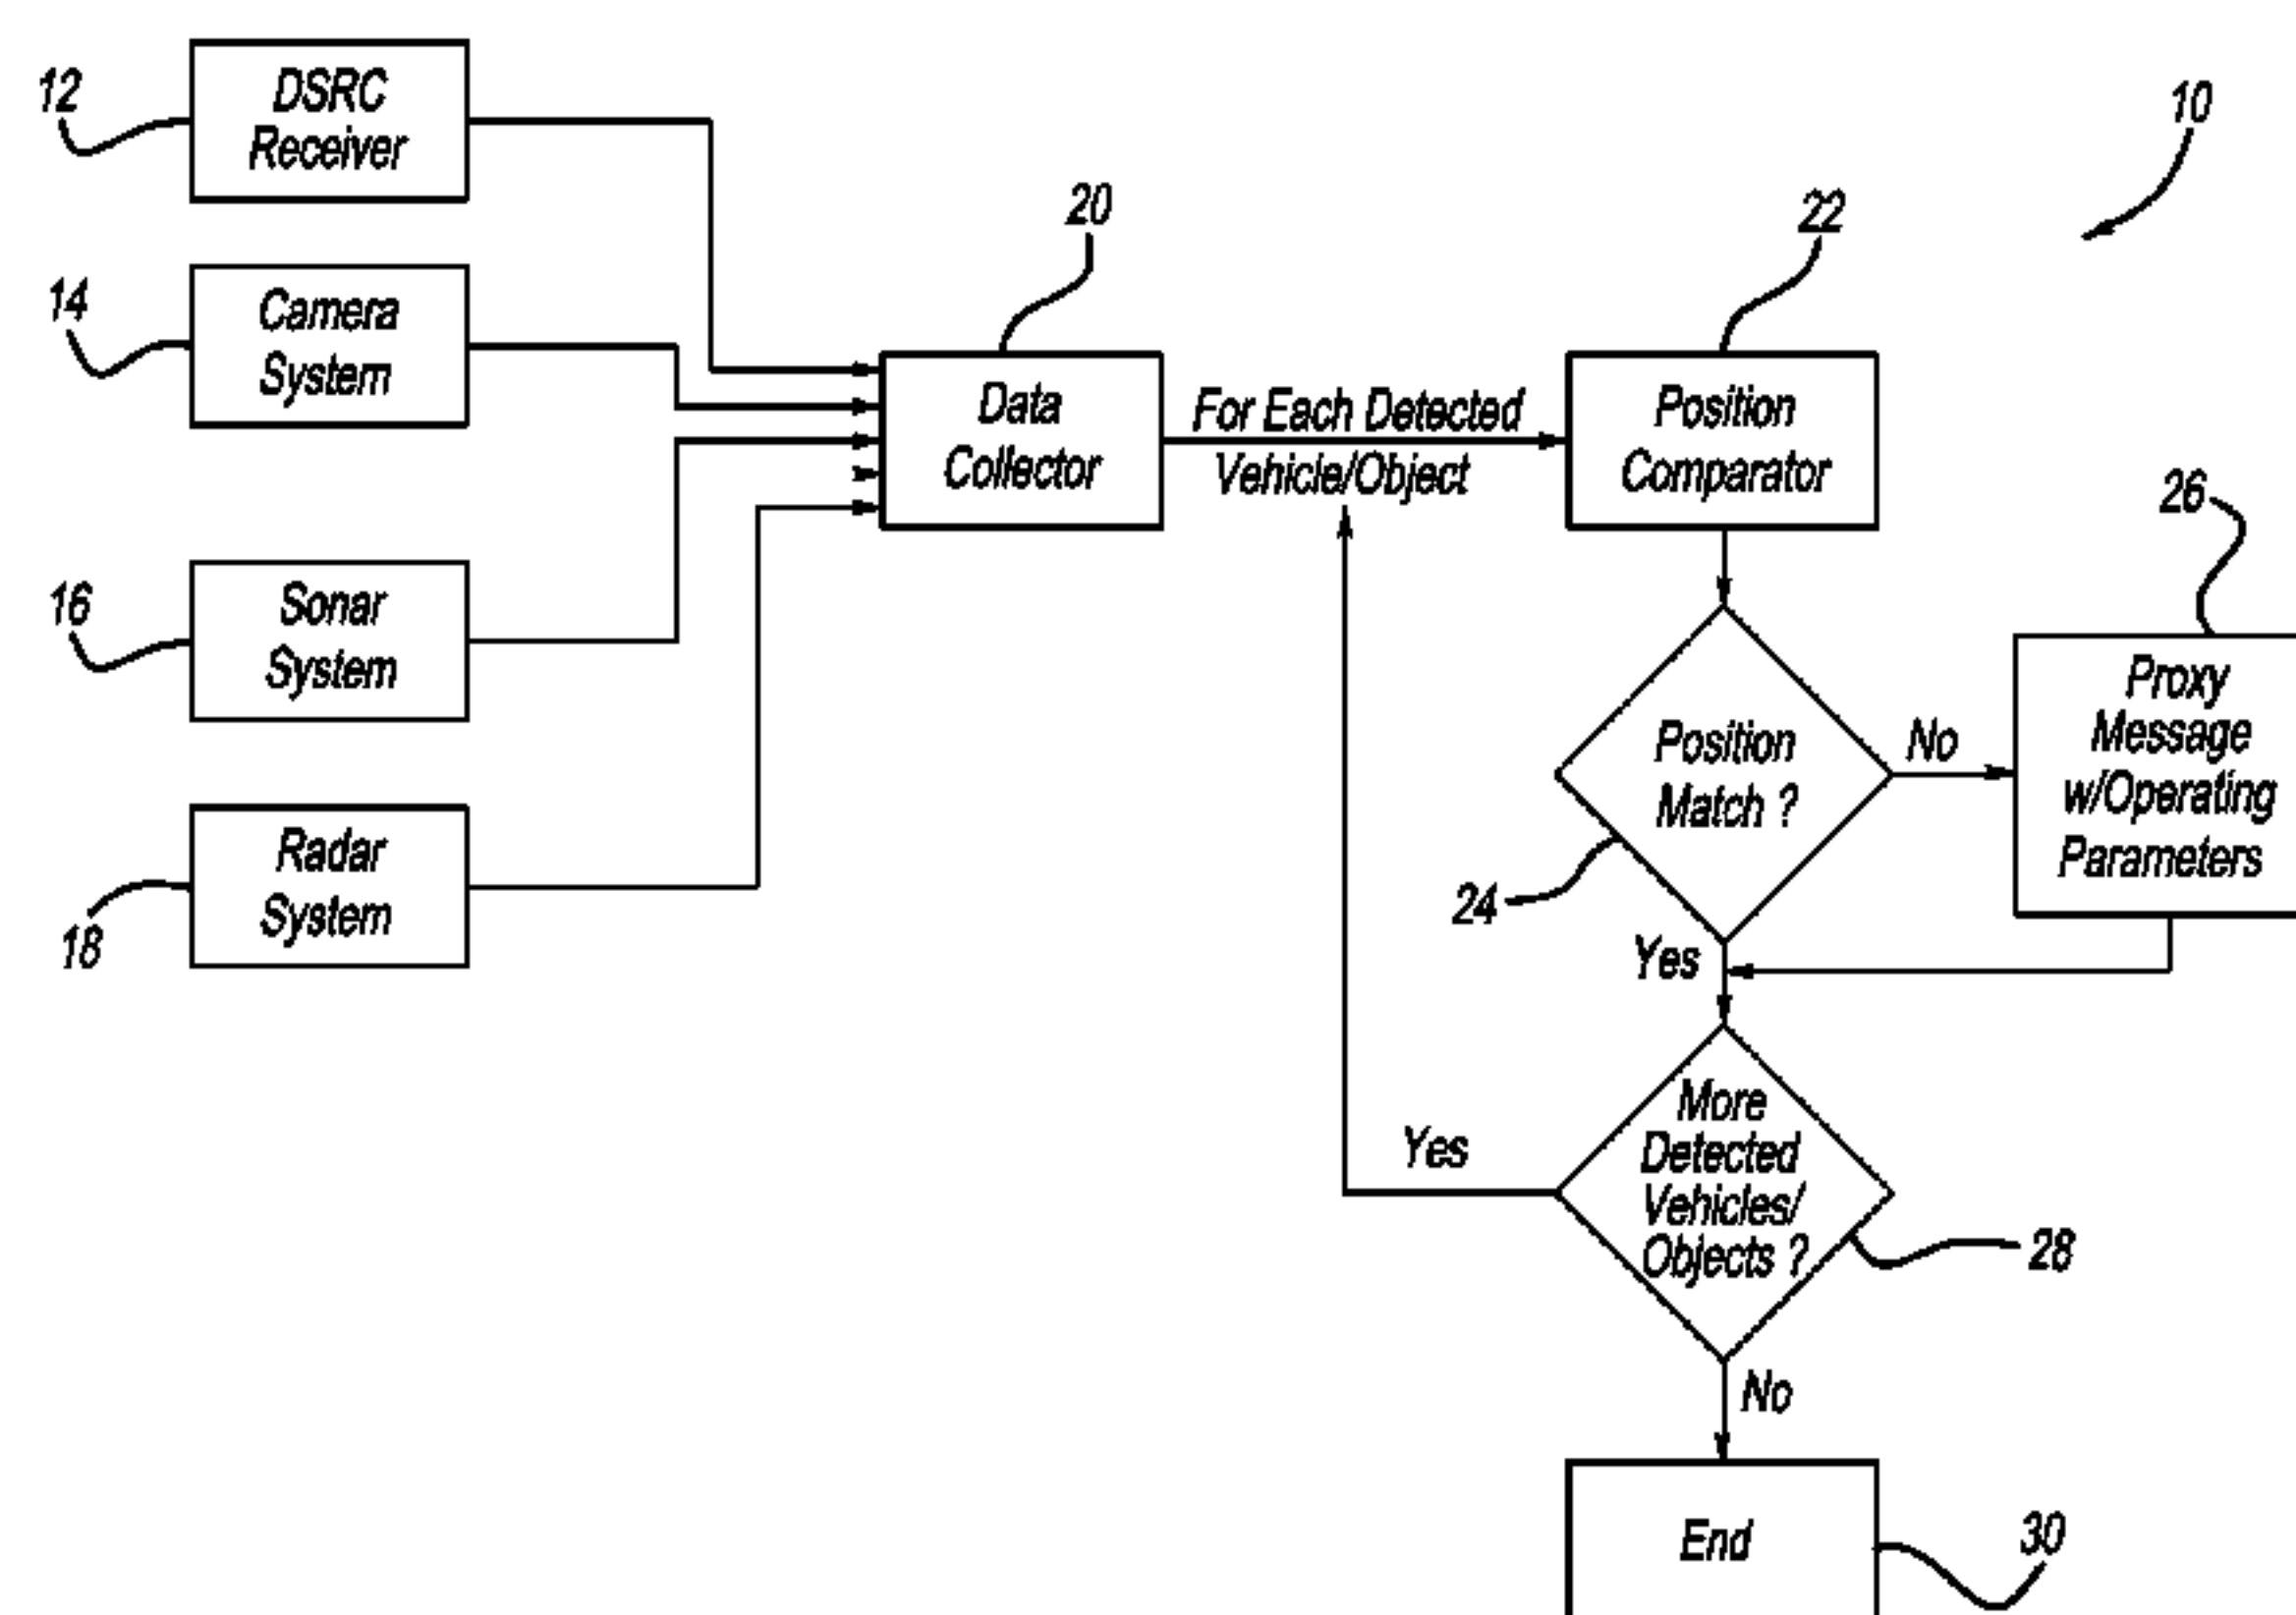 12
DSRC
Receiver
10
14
Camera
System
20
22
Data
Collector
For Each Detected
Vehicle/Object
Position
Comparator
16
Sonar
System
26
Proxy
Message
w/Operating
Parameters
Position
Match ?
No
24
Yes
18
Radar
System
More
Detected
Vehicles/
Objects ?
Yes
28
No
End
30